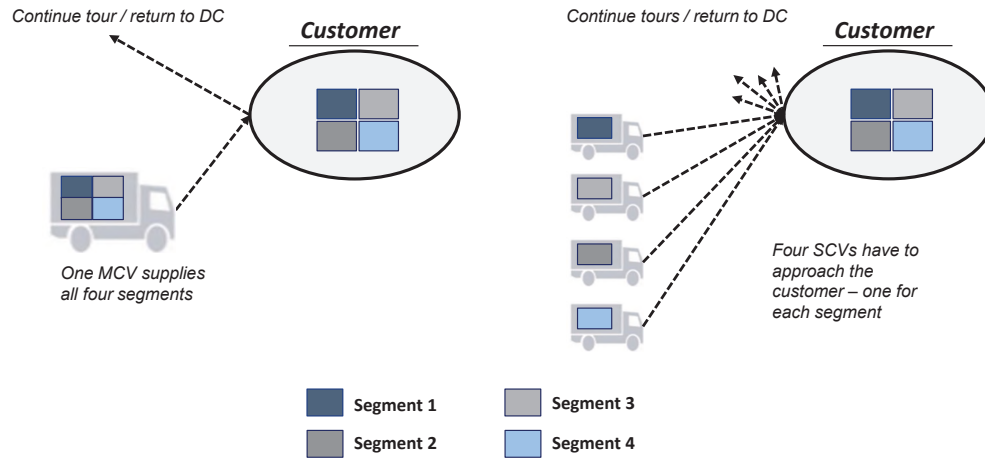 Continue tour / return to DC
Customer
One MCV supplies
all four segments
Continue tours / return to DC
Customer
Four SCVs have to
approach the
customer – one for
each segment
Segment 1
Segment 3
Segment 2
Segment 4